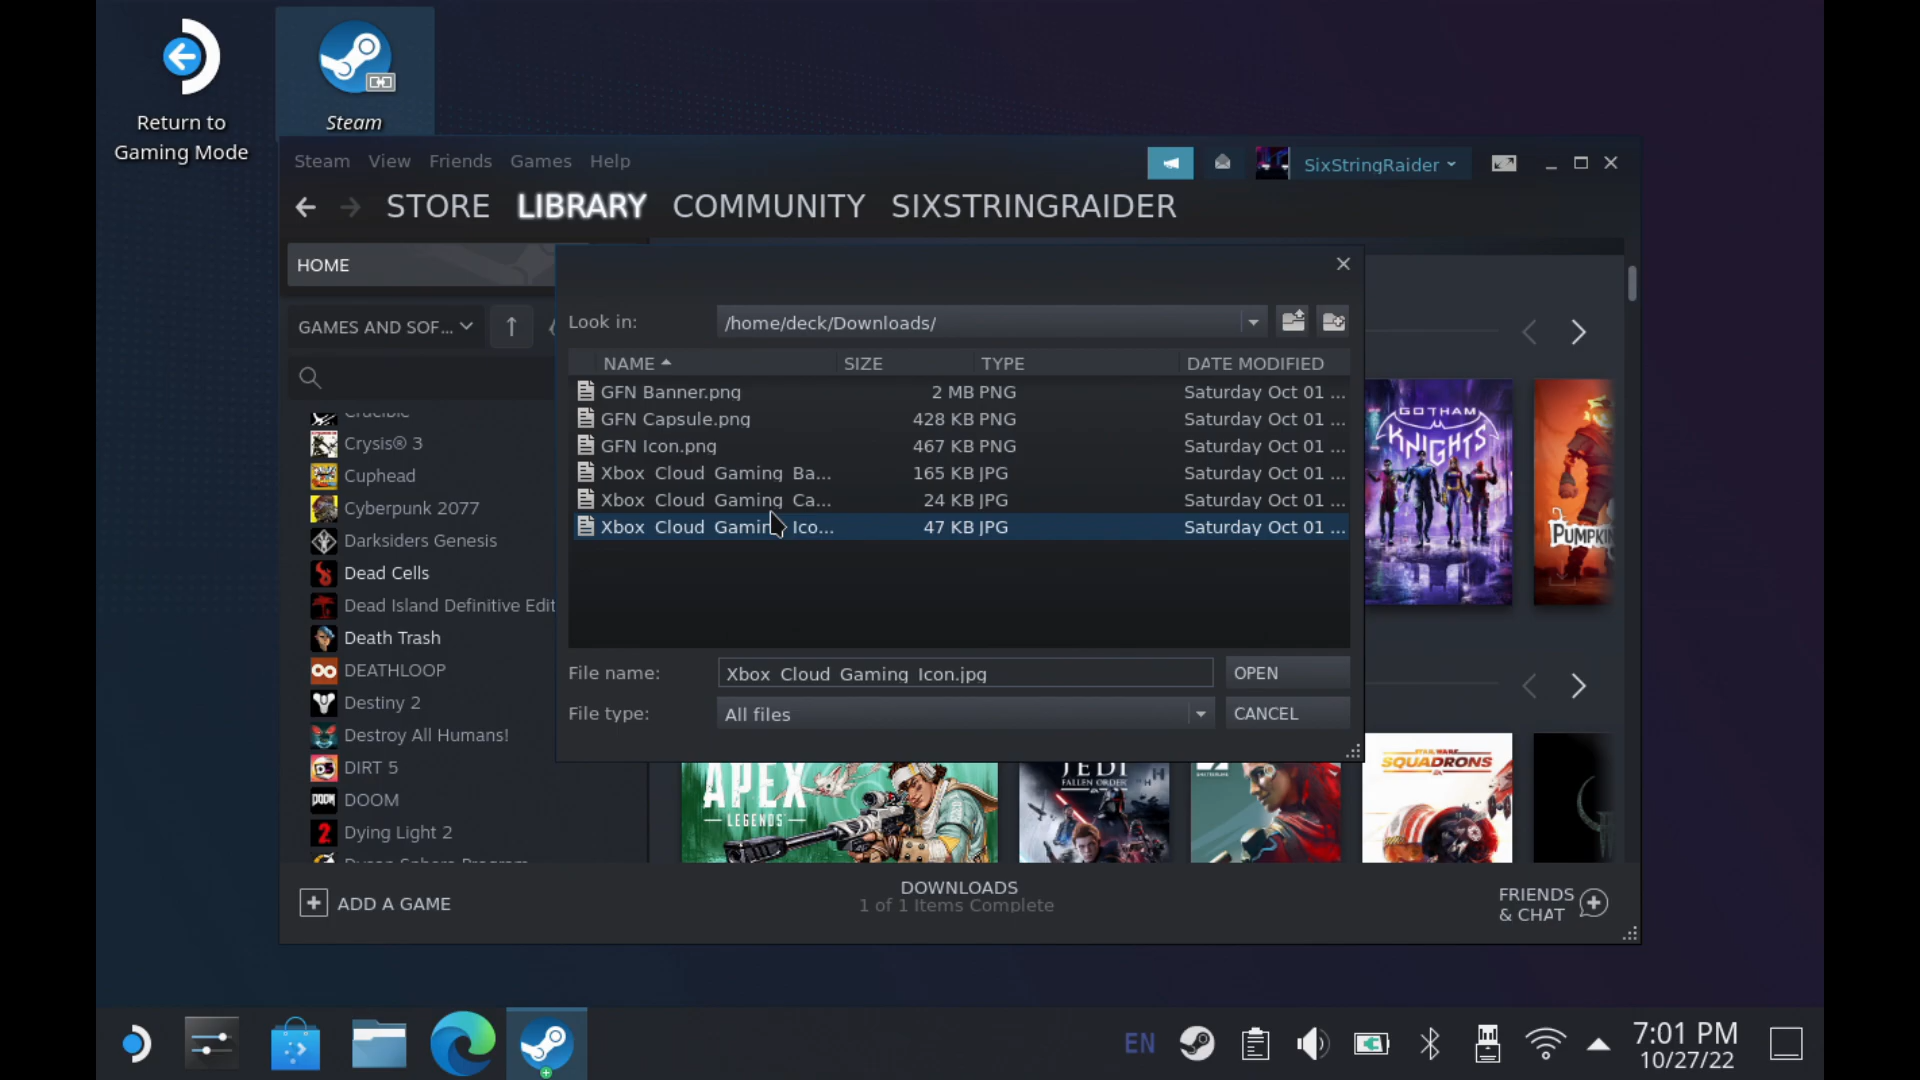 Return to
Gaming Mode
Steam
Steam View Friends Games Help
SixStringRaider
STORE LIBRARY COMMUNITY SIXSTRINGRAIDER
HOME
GAMES AND SOF...
Look in:
/home/deck/Downloads/
NAME SIZE TYPE DATE MODIFIED
GFN Banner.png 2 MB PNG Saturday Oct 01 ...
GFN Capsule.png 428 KB PNG Saturday Oct 01 ...
GFN Icon.png 467 KB PNG Saturday Oct 01 ...
Xbox Cloud Gaming Ba... 165 KB JPG Saturday Oct 01 ...
Xbox Cloud Gaming Ca... 24 KB JPG Saturday Oct 01 ...
Xbox Cloud Gaming Ico... 47 KB JPG Saturday Oct 01 ...
File name: Xbox Cloud Gaming Icon.jpg OPEN
File type: All files CANCEL
Crucible
Crysis® 3
Cuphead
Cyberpunk 2077
Darksiders Genesis
Dead Cells
Dead Island Definitive Edit
Death Trash
DEATHLOOP
Destiny 2
Destroy All Humans!
DIRT 5
DOOM
DOOM
Dying Light 2
Dyson Sphere Program
GOTHAM
KNIGHTS
PUMPKIN
APEX
LEGENDS
JEDI
FALLEN ORDER
STAR WARS
SQUADRONS
ADD A GAME
DOWNLOADS
1 of 1 Items Complete
FRIENDS
& CHAT
EN
7:01 PM
10/27/22